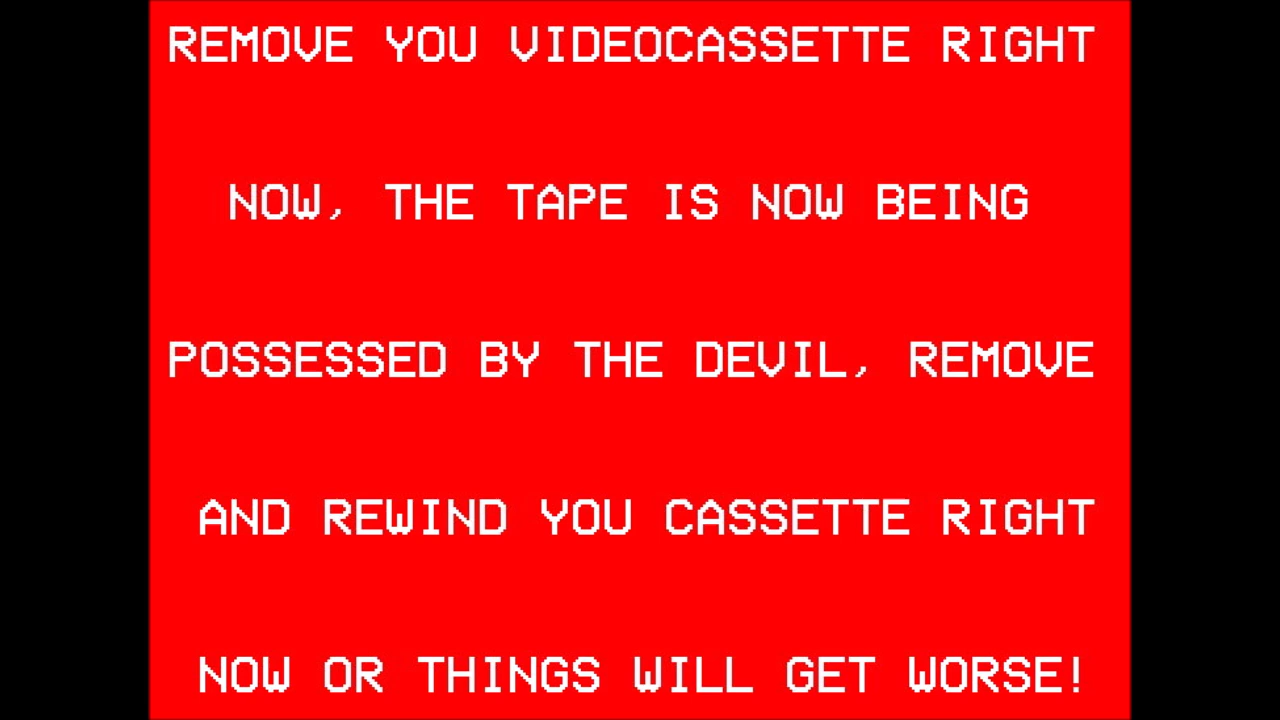 REMOVE YOU VIDEOCASSETTE RIGHT
NOW, THE TAPE IS NOW BEING
POSSESSED BY THE DEVIL, REMOVE
AND REWIND YOU CASSETTE RIGHT
NOW OR THINGS WILL GET WORSE!